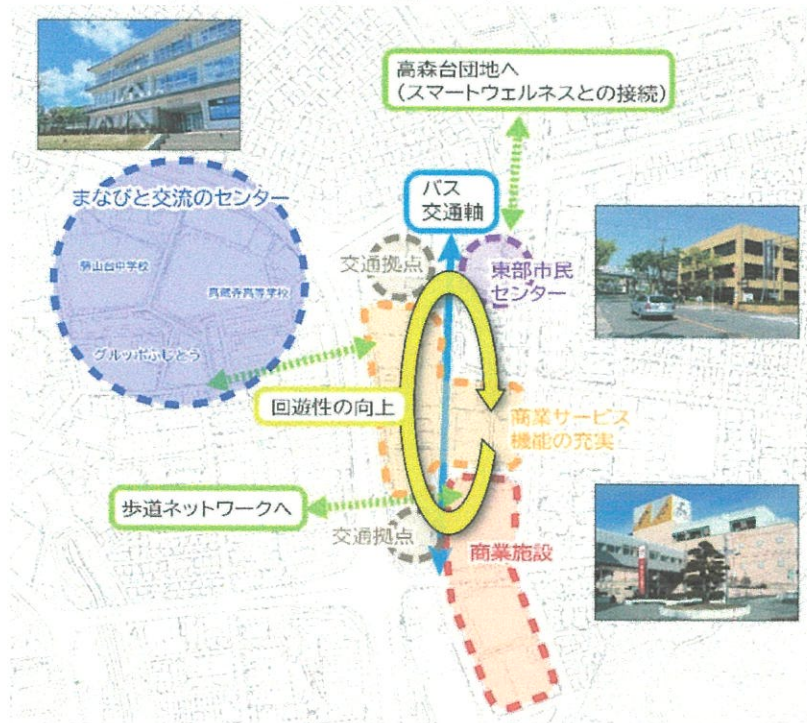 高森台団地へ
(スマートウェルネスとの接続)
バス
交通軸
まなびと交流のセンター
藤山台中学校
高蔵寺高等学校
グルッポふじとう
交通拠点
東部市民
センター
回遊性の向上
商業サービス
機能の充実
歩道ネットワークへ
交通拠点
商業施設